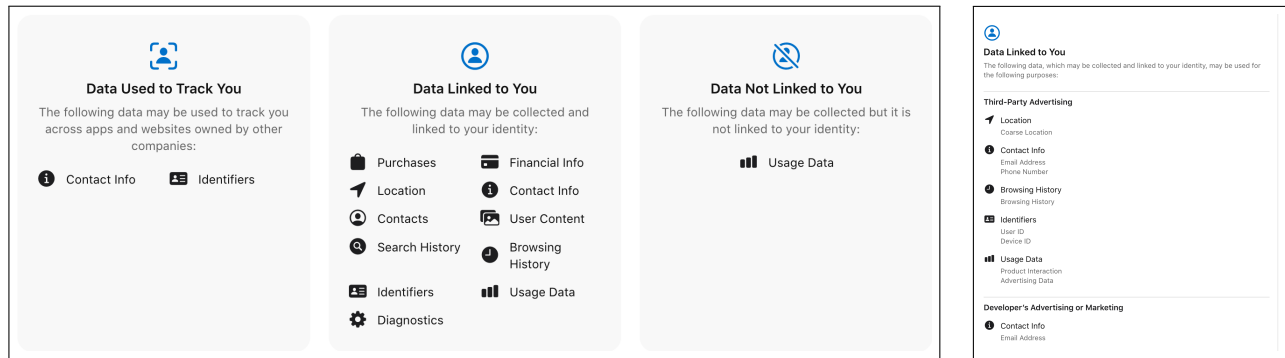 Data Used to Track You
The following data may be used to track you
across apps and websites owned by other
companies:
Contact Info
Identifiers
Data Linked to You
The following data may be collected and
linked to your identity:
Purchases
Financial Info
Location
Contact Info
Contacts
User Content
Search History
Browsing
History
Identifiers
Usage Data
Diagnostics
Data Not Linked to You
The following data may be collected but it is
not linked to your identity:
Usage Data
Data Linked to You
The following data, which may be collected and linked to your identity, may be used for
the following purposes:
Third-Party Advertising
Location
Coarse Location
Contact Info
Email Address
Phone Number
Browsing History
Browsing History
Identifiers
User ID
Device ID
Usage Data
Product Interaction
Advertising Data
Developer's Advertising or Marketing
Contact Info
Email Address